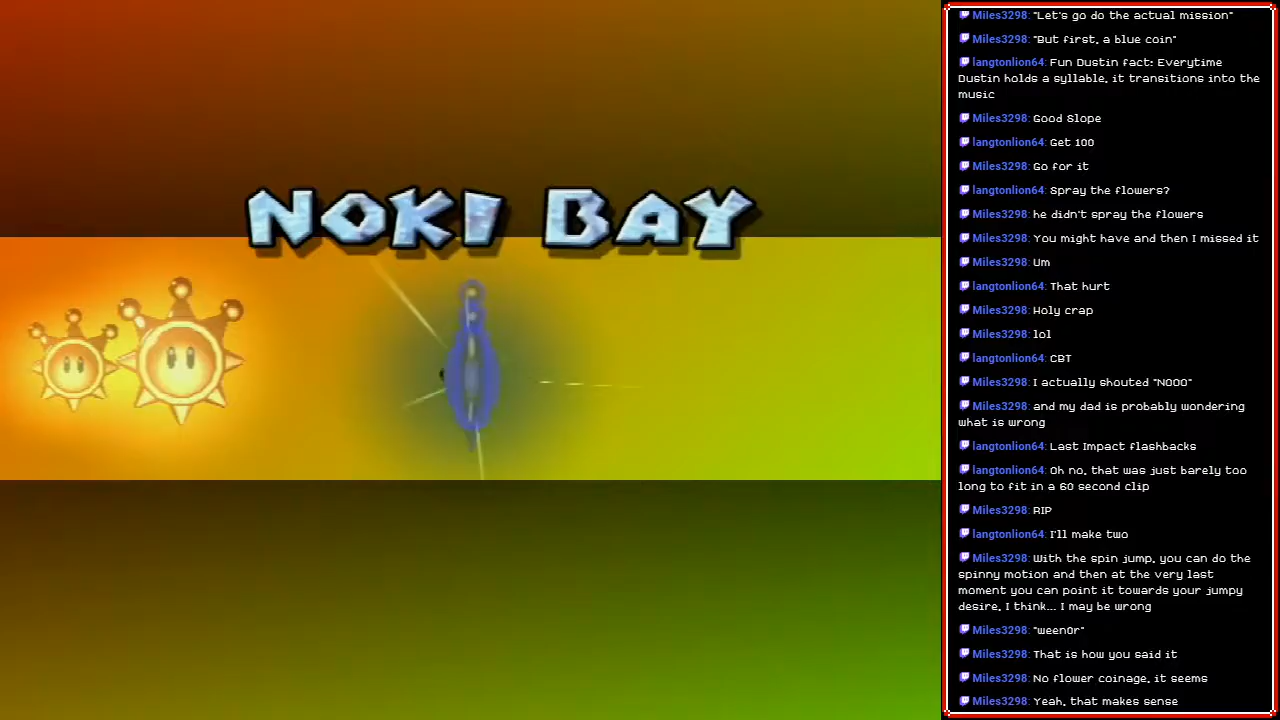 NOKI BAY
Miles3298: "Let's go do the actual mission"
Miles3298: "But first, a blue coin"
langtonlion64: Fun Dustin fact: Everytime
Dustin holds a syllable, it transitions into the
music
Miles3298: Good Slope
langtonlion64: Get 100
Miles3298: Go for it
langtonlion64: Spray the flowers?
Miles3298: he didn't spray the flowers
Miles3298: You might have and then I missed it
Miles3298: Um
langtonlion64: That hurt
Miles3298: Holy crap
Miles3298: lol
langtonlion64: CBT
Miles3298: I actually shouted "NOOO"
Miles3298: and my dad is probably wondering
what is wrong
langtonlion64: Last Impact flashbacks
langtonlion64: Oh no, that was just barely too
long to fit in a 60 second clip
Miles3298: RIP
langtonlion64: I'll make two
Miles3298: With the spin jump, you can do the
spinny motion and then at the very last
moment you can point it towards your jumpy
desire, I think... I may be wrong
Miles3298: "ween0r"
Miles3298: That is how you said it
Miles3298: No flower coinage, it seems
Miles3298: Yeah, that makes sense